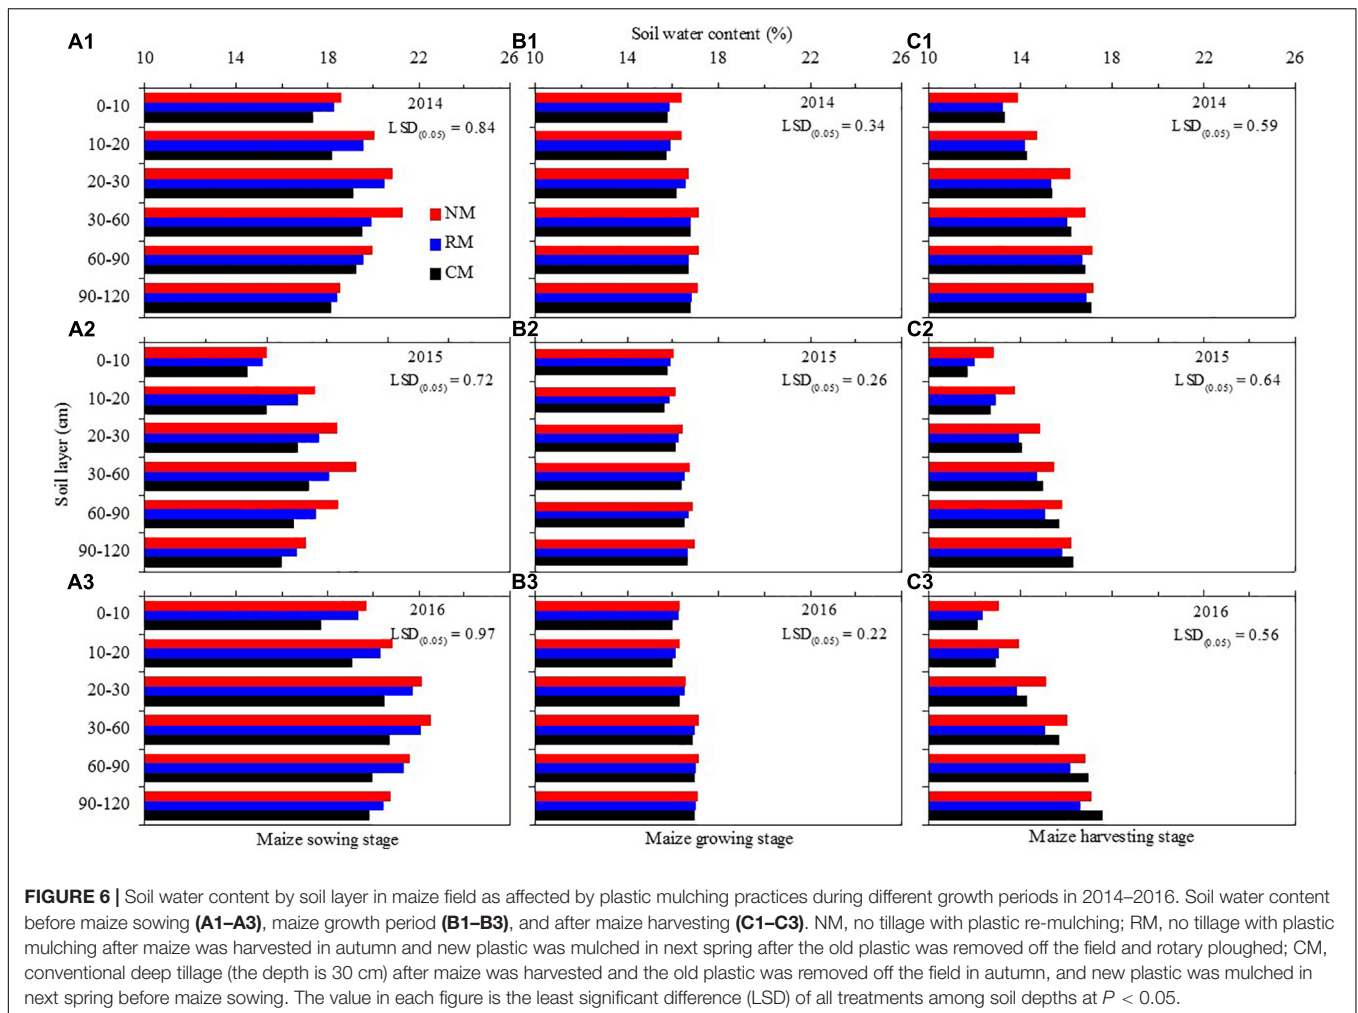 Soil water content (%)
A1
B1
C1
10 14 18 22 26
10 14 18 22 26
10 14 18 22 26
0-10
10-20
20-30
30-60
60-90
90-120
2014
LSD(0.05) = 0.84
NM
RM
CM
2014
LSD(0.05) = 0.34
2014
LSD(0.05) = 0.59
A2
B2
C2
Soil layer (cm)
0-10
10-20
20-30
30-60
60-90
90-120
2015
LSD(0.05) = 0.72
2015
LSD(0.05) = 0.26
2015
LSD(0.05) = 0.64
A3
B3
C3
0-10
10-20
20-30
30-60
60-90
90-120
2016
LSD(0.05) = 0.97
2016
LSD(0.05) = 0.22
2016
LSD(0.05) = 0.56
Maize sowing stage
Maize growing stage
Maize harvesting stage
FIGURE 6 | Soil water content by soil layer in maize field as affected by plastic mulching practices during different growth periods in 2014–2016. Soil water content
before maize sowing (A1–A3), maize growth period (B1–B3), and after maize harvesting (C1–C3). NM, no tillage with plastic re-mulching; RM, no tillage with plastic
mulching after maize was harvested in autumn and new plastic was mulched in next spring after the old plastic was removed off the field and rotary ploughed; CM,
conventional deep tillage (the depth is 30 cm) after maize was harvested and the old plastic was removed off the field in autumn, and new plastic was mulched in
next spring before maize sowing. The value in each figure is the least significant difference (LSD) of all treatments among soil depths at P < 0.05.